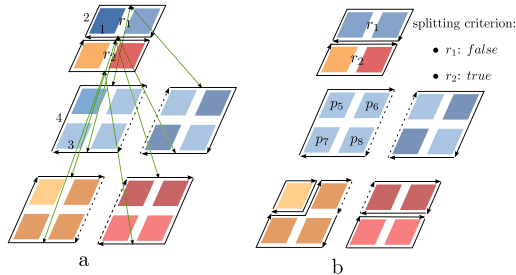 2
1
r₁
r₂
4
3
a
r₁
r₂
splitting criterion:
• r₁: false
• r₂: true
p₅ p₆
p₇ p₈
b